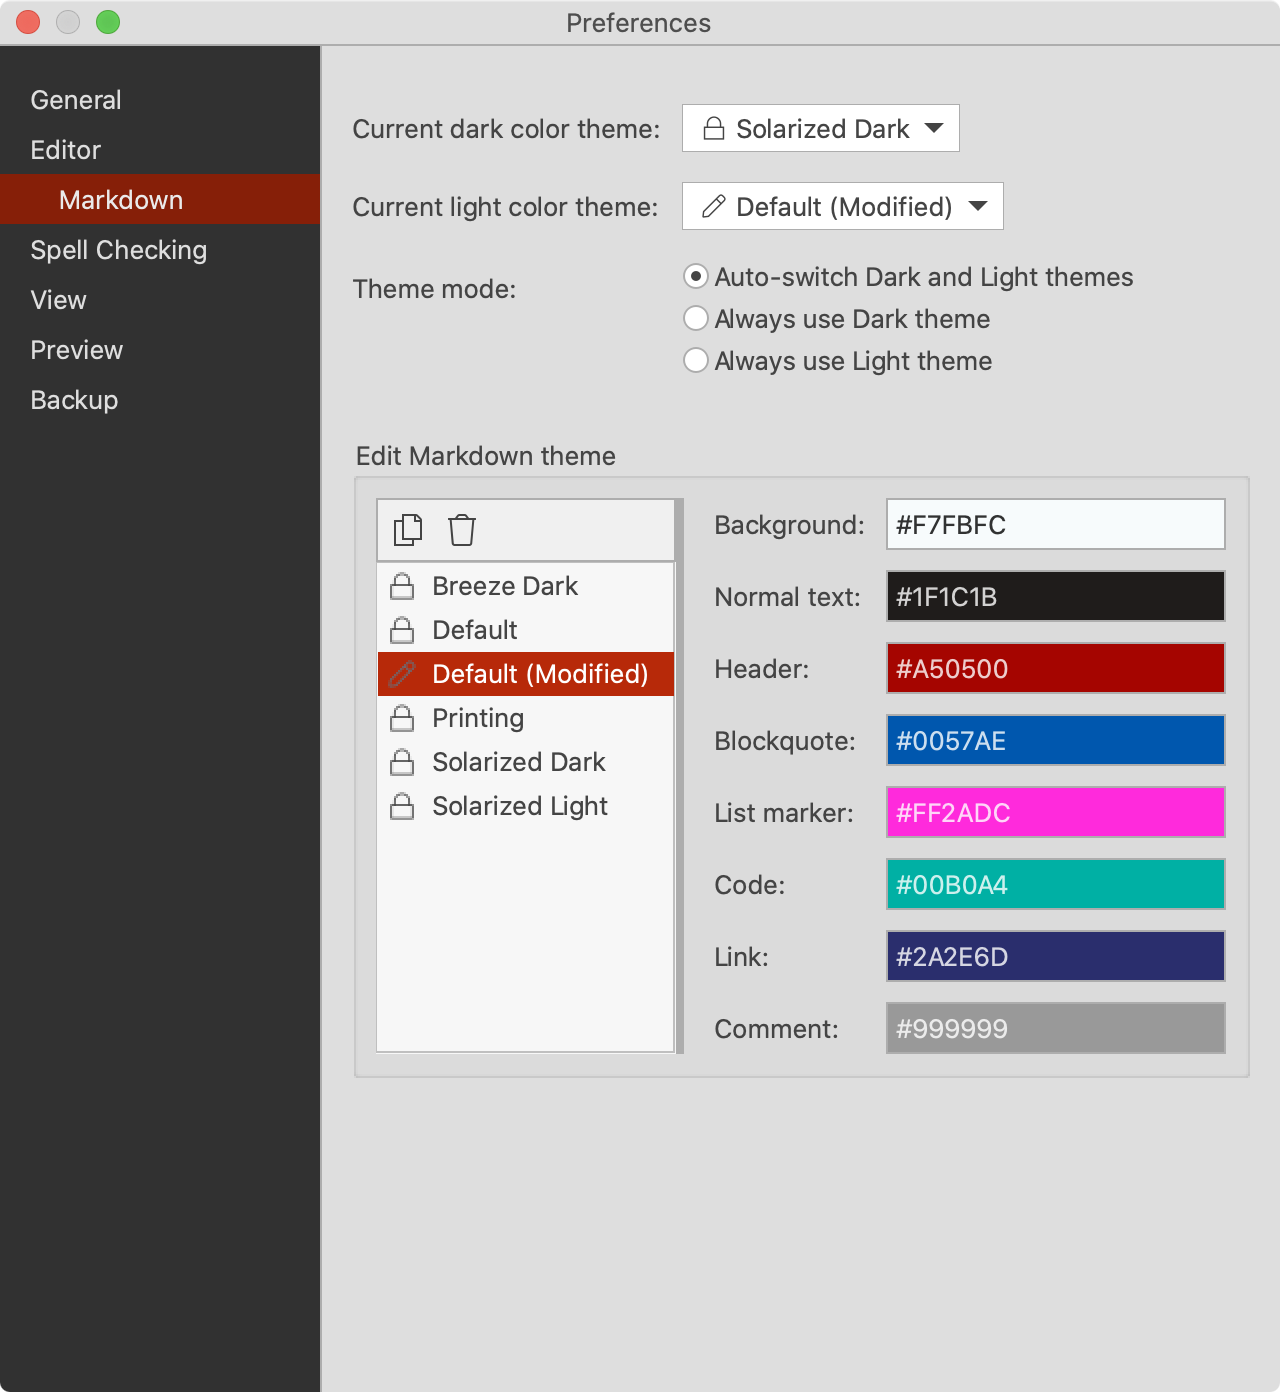 Preferences
General
Editor
Markdown
Spell Checking
View
Preview
Backup
Current dark color theme: Solarized Dark
Current light color theme: Default (Modified)
Theme mode:
Auto-switch Dark and Light themes
Always use Dark theme
Always use Light theme
Edit Markdown theme
Breeze Dark
Default
Default (Modified)
Printing
Solarized Dark
Solarized Light
Background: #F7FBFC
Normal text: #1F1C1B
Header: #A50500
Blockquote: #0057AE
List marker: #FF2ADC
Code: #00B0A4
Link: #2A2E6D
Comment: #999999